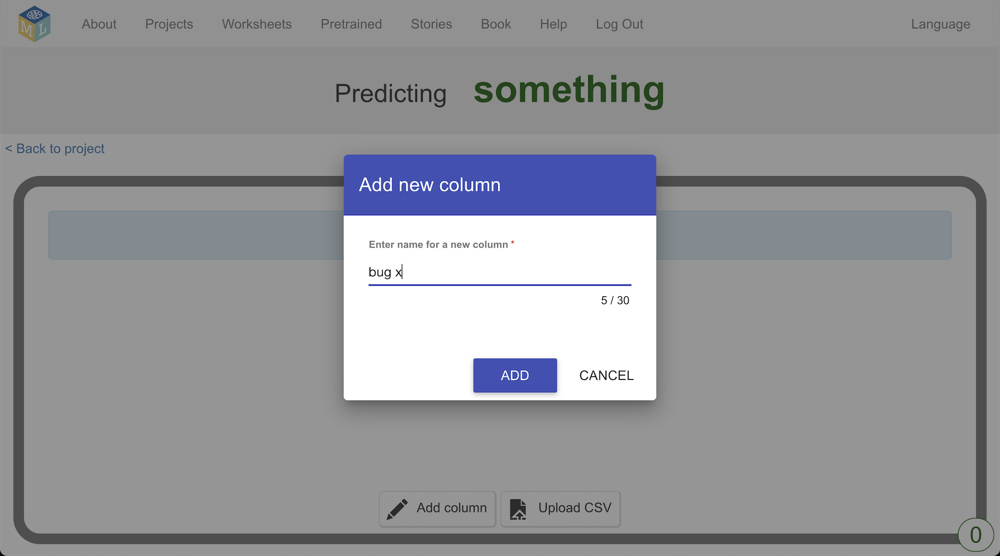 M L
About Projects Worksheets Pretrained Stories Book Help Log Out Language
Predicting something
< Back to project
Add new column
Enter name for a new column *
bug x
5 / 30
ADD CANCEL
Add column Upload CSV
0